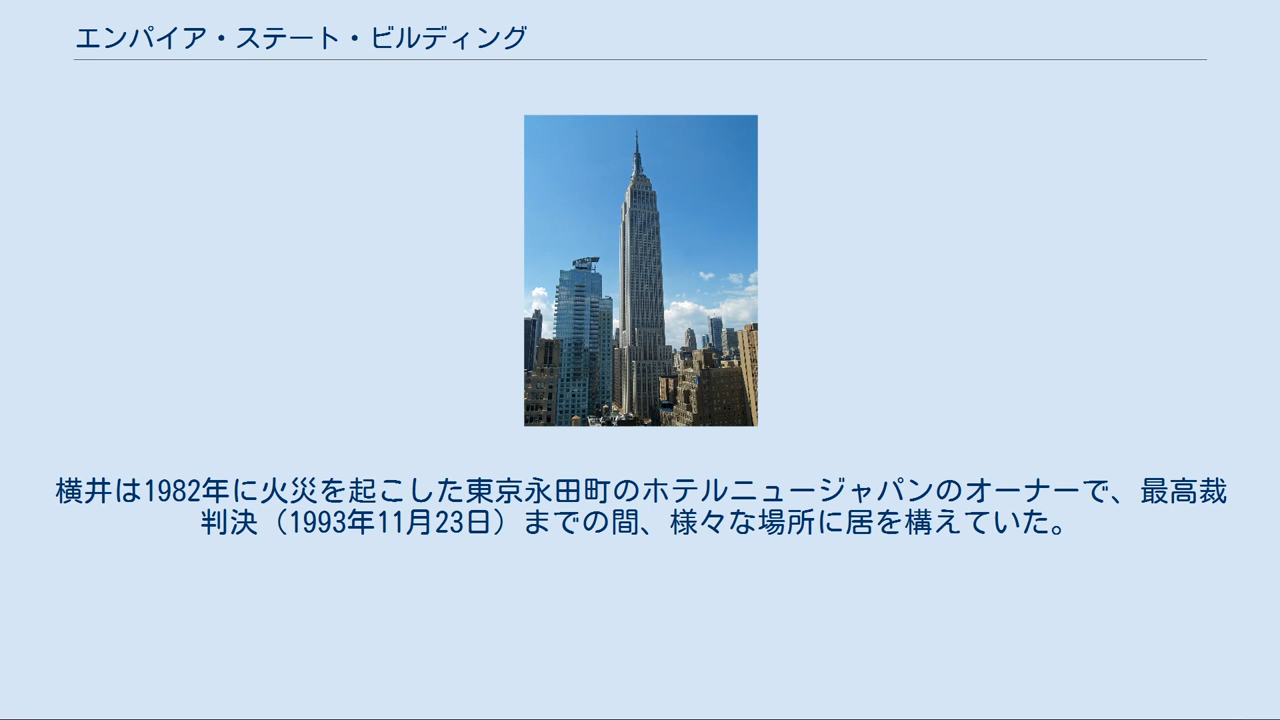 エンパイア・ステート・ビルディング
横井は1982年に火災を起こした東京永田町のホテルニュージャパンのオーナーで、最高裁
判決（1993年11月23日）までの間、様々な場所に居を構えていた。